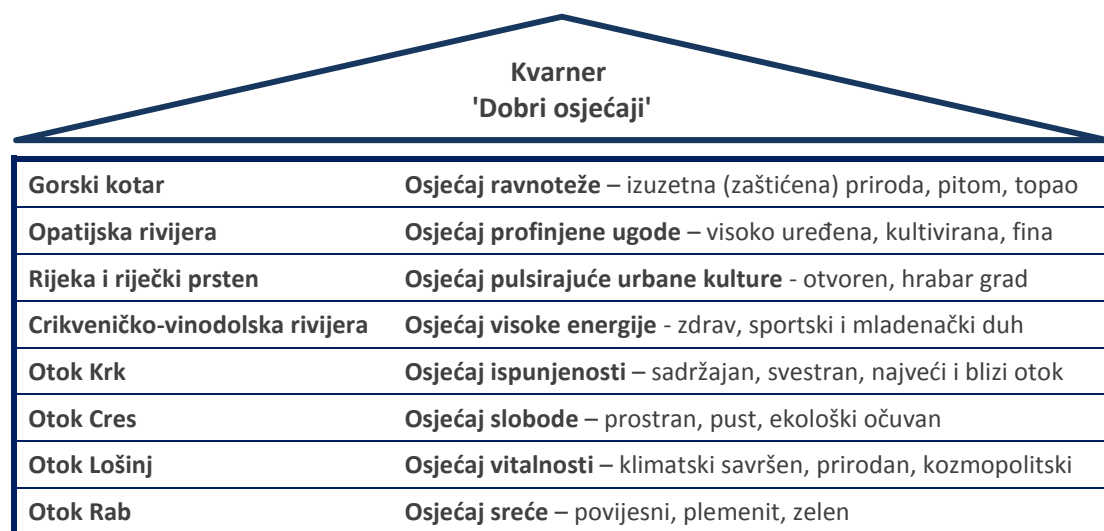 Kvarner
'Dobri osjećaji'
Gorski kotar Osjećaj ravnoteže – izuzetna (zaštićena) priroda, pitom, topao
Opatijska rivijera Osjećaj profinjene ugode – visoko uređena, kultivirana, fina
Rijeka i riječki prsten Osjećaj pulsirajuće urbane kulture - otvoren, hrabar grad
Crikveničko-vinodolska rivijera Osjećaj visoke energije - zdrav, sportski i mladenački duh
Otok Krk Osjećaj ispunjenosti – sadržajan, svestran, najveći i blizi otok
Otok Cres Osjećaj slobode – prostran, pust, ekološki očuvan
Otok Lošinj Osjećaj vitalnosti – klimatski savršen, prirodan, kozmopolitski
Otok Rab Osjećaj sreće – povijesni, plemenit, zelen